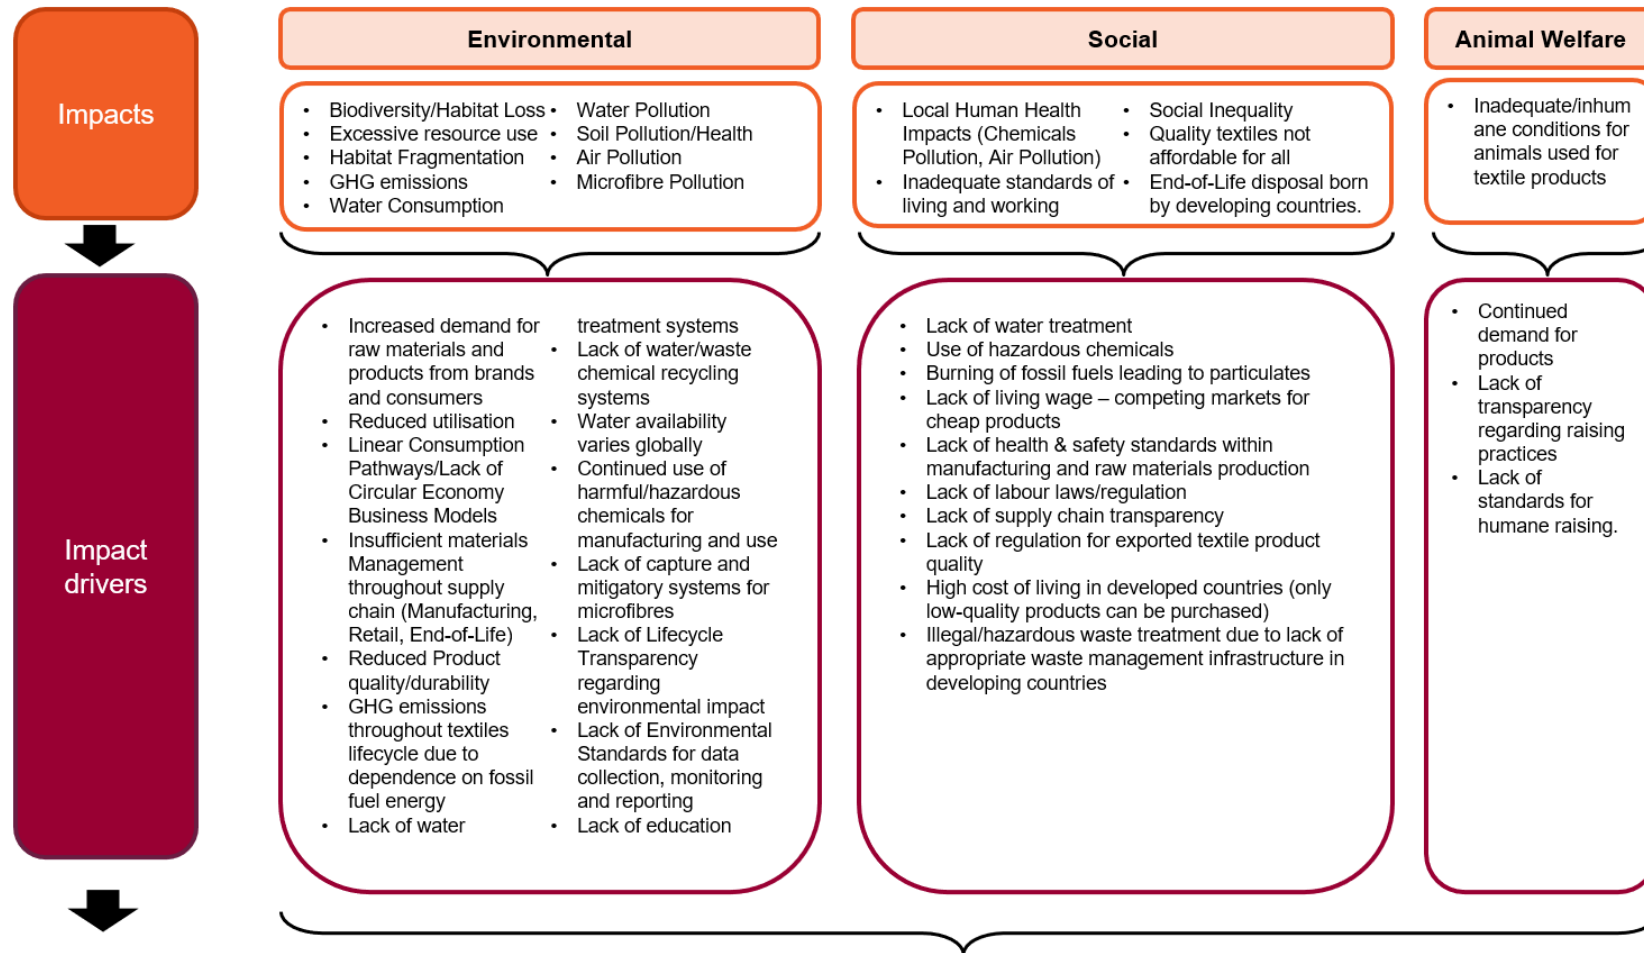 Impacts
Environmental
• Biodiversity/Habitat Loss
• Excessive resource use
• Habitat Fragmentation
• GHG emissions
• Water Consumption
• Water Pollution
• Soil Pollution/Health
• Air Pollution
• Microfibre Pollution
Social
• Local Human Health
Impacts (Chemicals
Pollution, Air Pollution)
• Inadequate standards of
living and working
• Social Inequality
• Quality textiles not
affordable for all
• End-of-Life disposal born
by developing countries.
Animal Welfare
• Inadequate/inhum
ane conditions for
animals used for
textile products
Impact
drivers
• Increased demand for
raw materials and
products from brands
and consumers
• Reduced utilisation
• Linear Consumption
Pathways/Lack of
Circular Economy
Business Models
• Insufficient materials
Management
throughout supply
chain (Manufacturing,
Retail, End-of-Life)
• Reduced Product
quality/durability
• GHG emissions
throughout textiles
lifecycle due to
dependence on fossil
fuel energy
• Lack of water
treatment systems
• Lack of water/waste
chemical recycling
systems
• Water availability
varies globally
• Continued use of
harmful/hazardous
chemicals for
manufacturing and use
• Lack of capture and
mitigatory systems for
microfibres
• Lack of Lifecycle
Transparency
regarding
environmental impact
• Lack of Environmental
Standards for data
collection, monitoring
and reporting
• Lack of education
• Lack of water treatment
• Use of hazardous chemicals
• Burning of fossil fuels leading to particulates
• Lack of living wage – competing markets for
cheap products
• Lack of health & safety standards within
manufacturing and raw materials production
• Lack of labour laws/regulation
• Lack of supply chain transparency
• Lack of regulation for exported textile product
quality
• High cost of living in developed countries (only
low-quality products can be purchased)
• Illegal/hazardous waste treatment due to lack of
appropriate waste management infrastructure in
developing countries
• Continued
demand for
products
• Lack of
transparency
regarding raising
practices
• Lack of
standards for
humane raising.